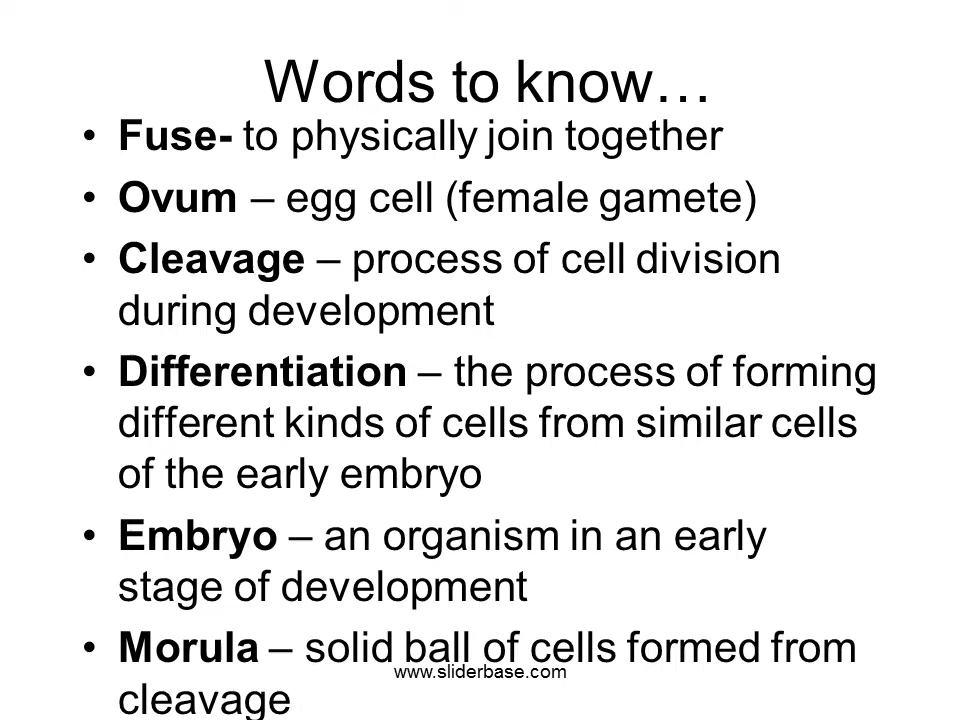 Words to know…
• Fuse- to physically join together
• Ovum – egg cell (female gamete)
• Cleavage – process of cell division
during development
• Differentiation – the process of forming
different kinds of cells from similar cells
of the early embryo
• Embryo – an organism in an early
stage of development
• Morula – solid ball of cells formed from
www.sliderbase.com
cleavage